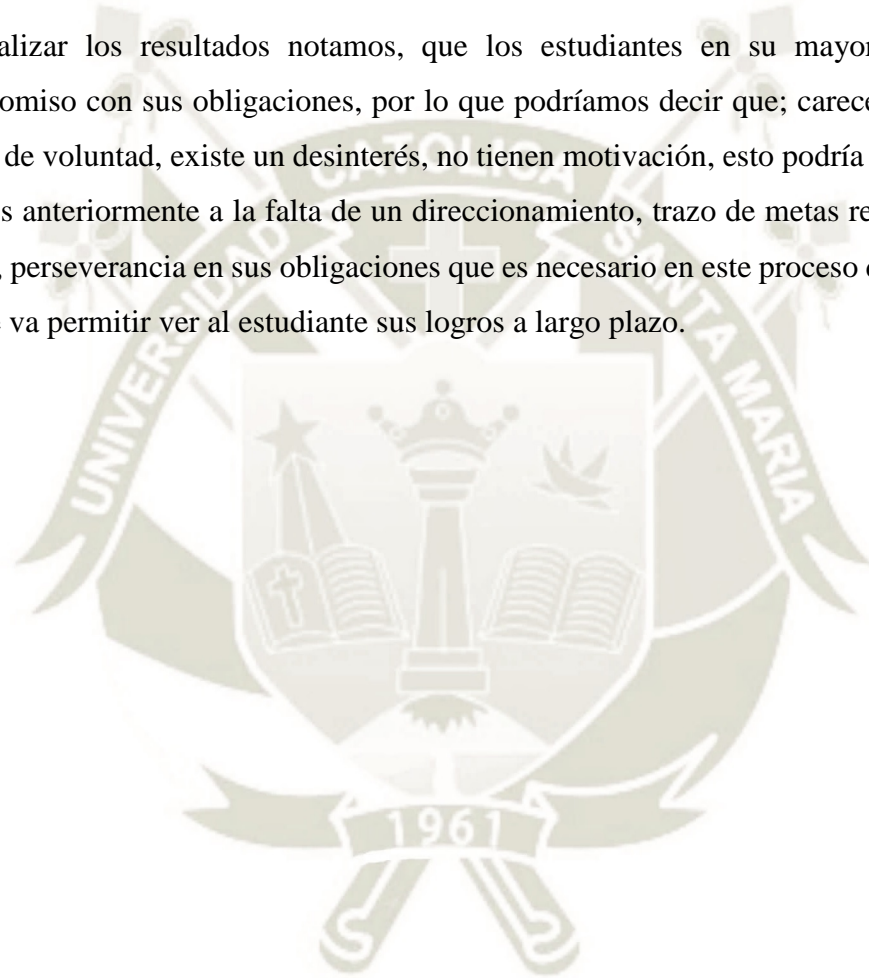 alizar los resultados notamos, que los estudiantes en su mayor
omiso con sus obligaciones, por lo que podríamos decir que; carece
de voluntad, existe un desinterés, no tienen motivación, esto podría
s anteriormente a la falta de un direccionamiento, trazo de metas re
, perseverancia en sus obligaciones que es necesario en este proceso
va permitir ver al estudiante sus logros a largo plazo.
UNIVERSIDAD CATOLICA SANTA MARIA
1961